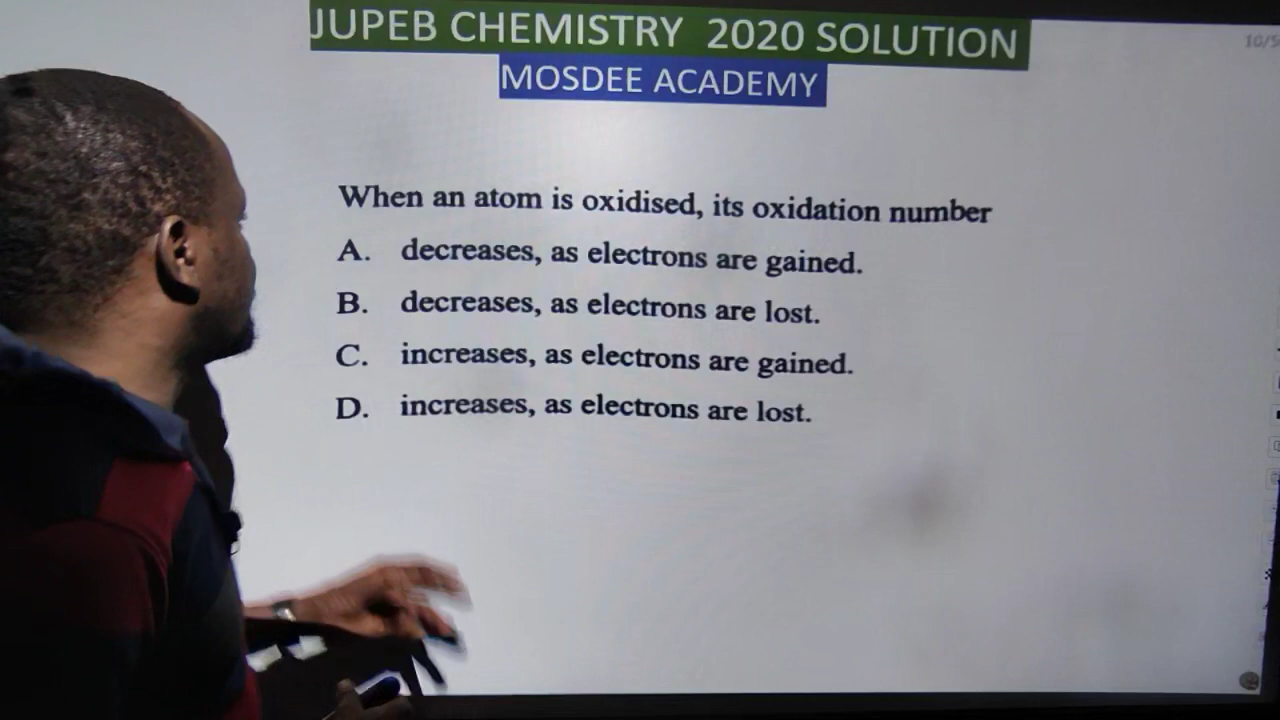 JUPEB CHEMISTRY 2020 SOLUTION
MOSDEE ACADEMY
When an atom is oxidised, its oxidation number
A. decreases, as electrons are gained.
B. decreases, as electrons are lost.
C. increases, as electrons are gained.
D. increases, as electrons are lost.